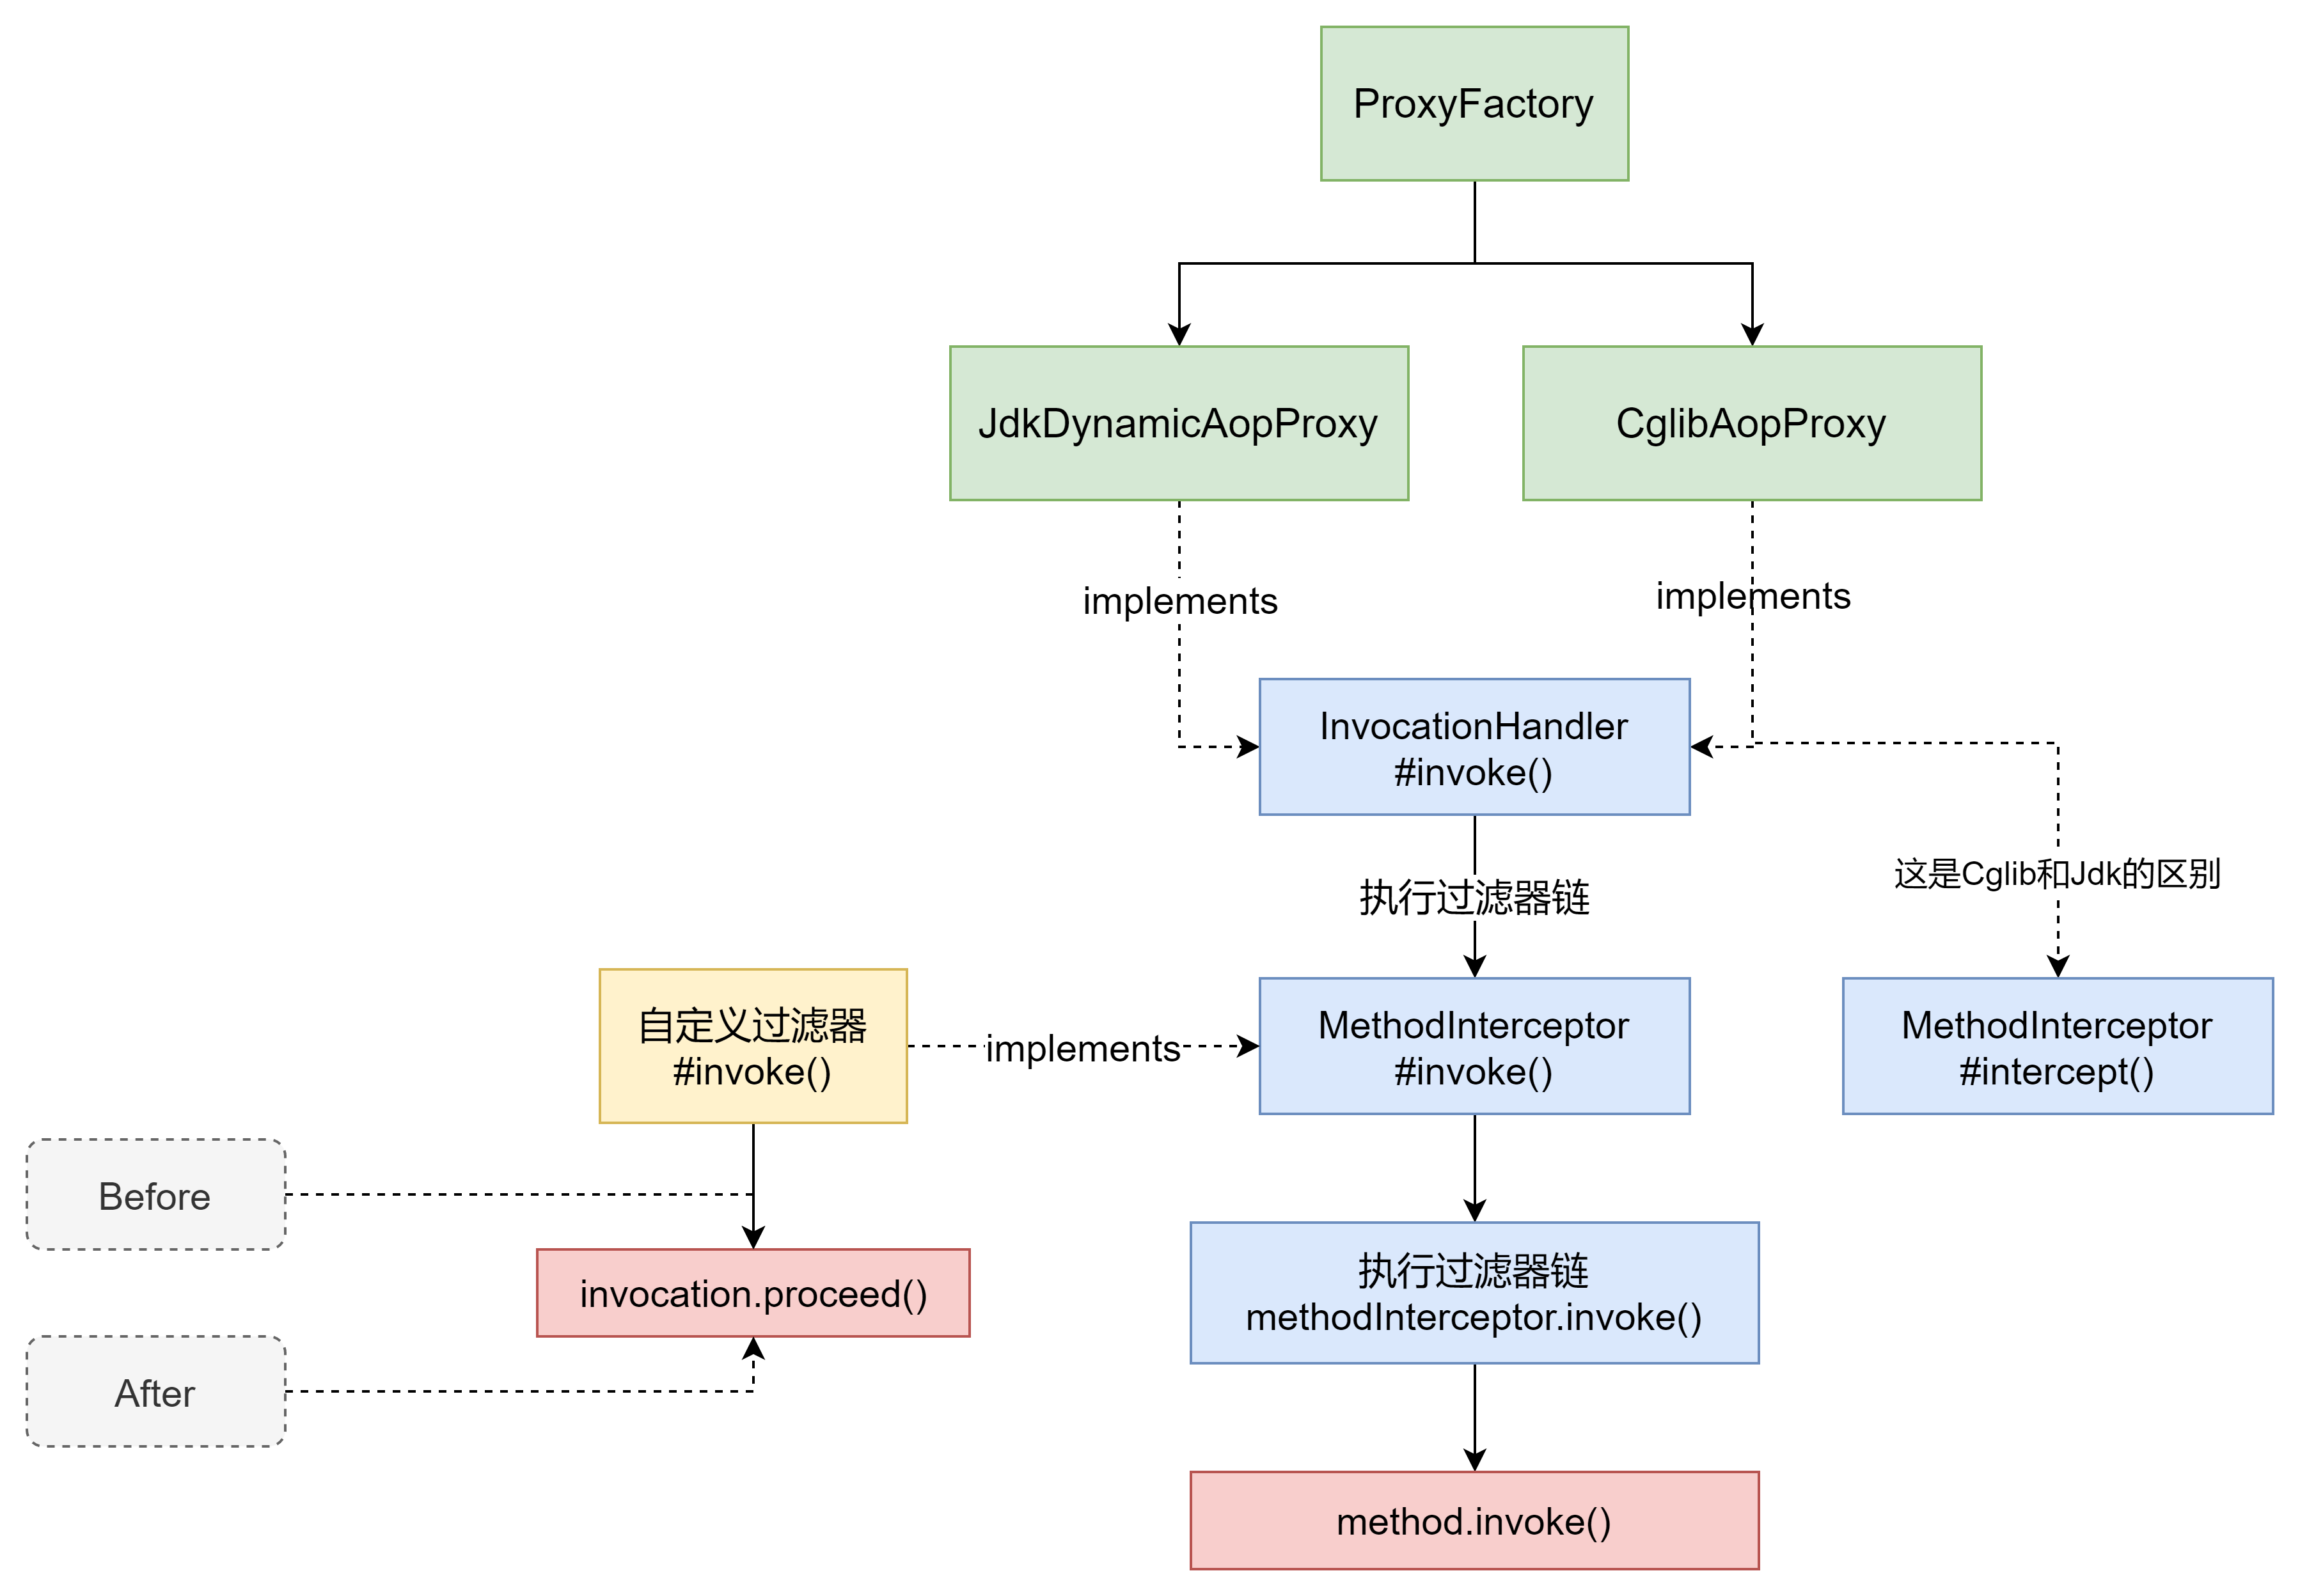 ProxyFactory
JdkDynamicAopProxy
CglibAopProxy
implements
implements
InvocationHandler
#invoke()
执行过滤器链
这是Cglib和Jdk的区别
自定义过滤器
#invoke()
implements
MethodInterceptor
#invoke()
MethodInterceptor
#intercept()
Before
invocation.proceed()
After
执行过滤器链
methodInterceptor.invoke()
method.invoke()